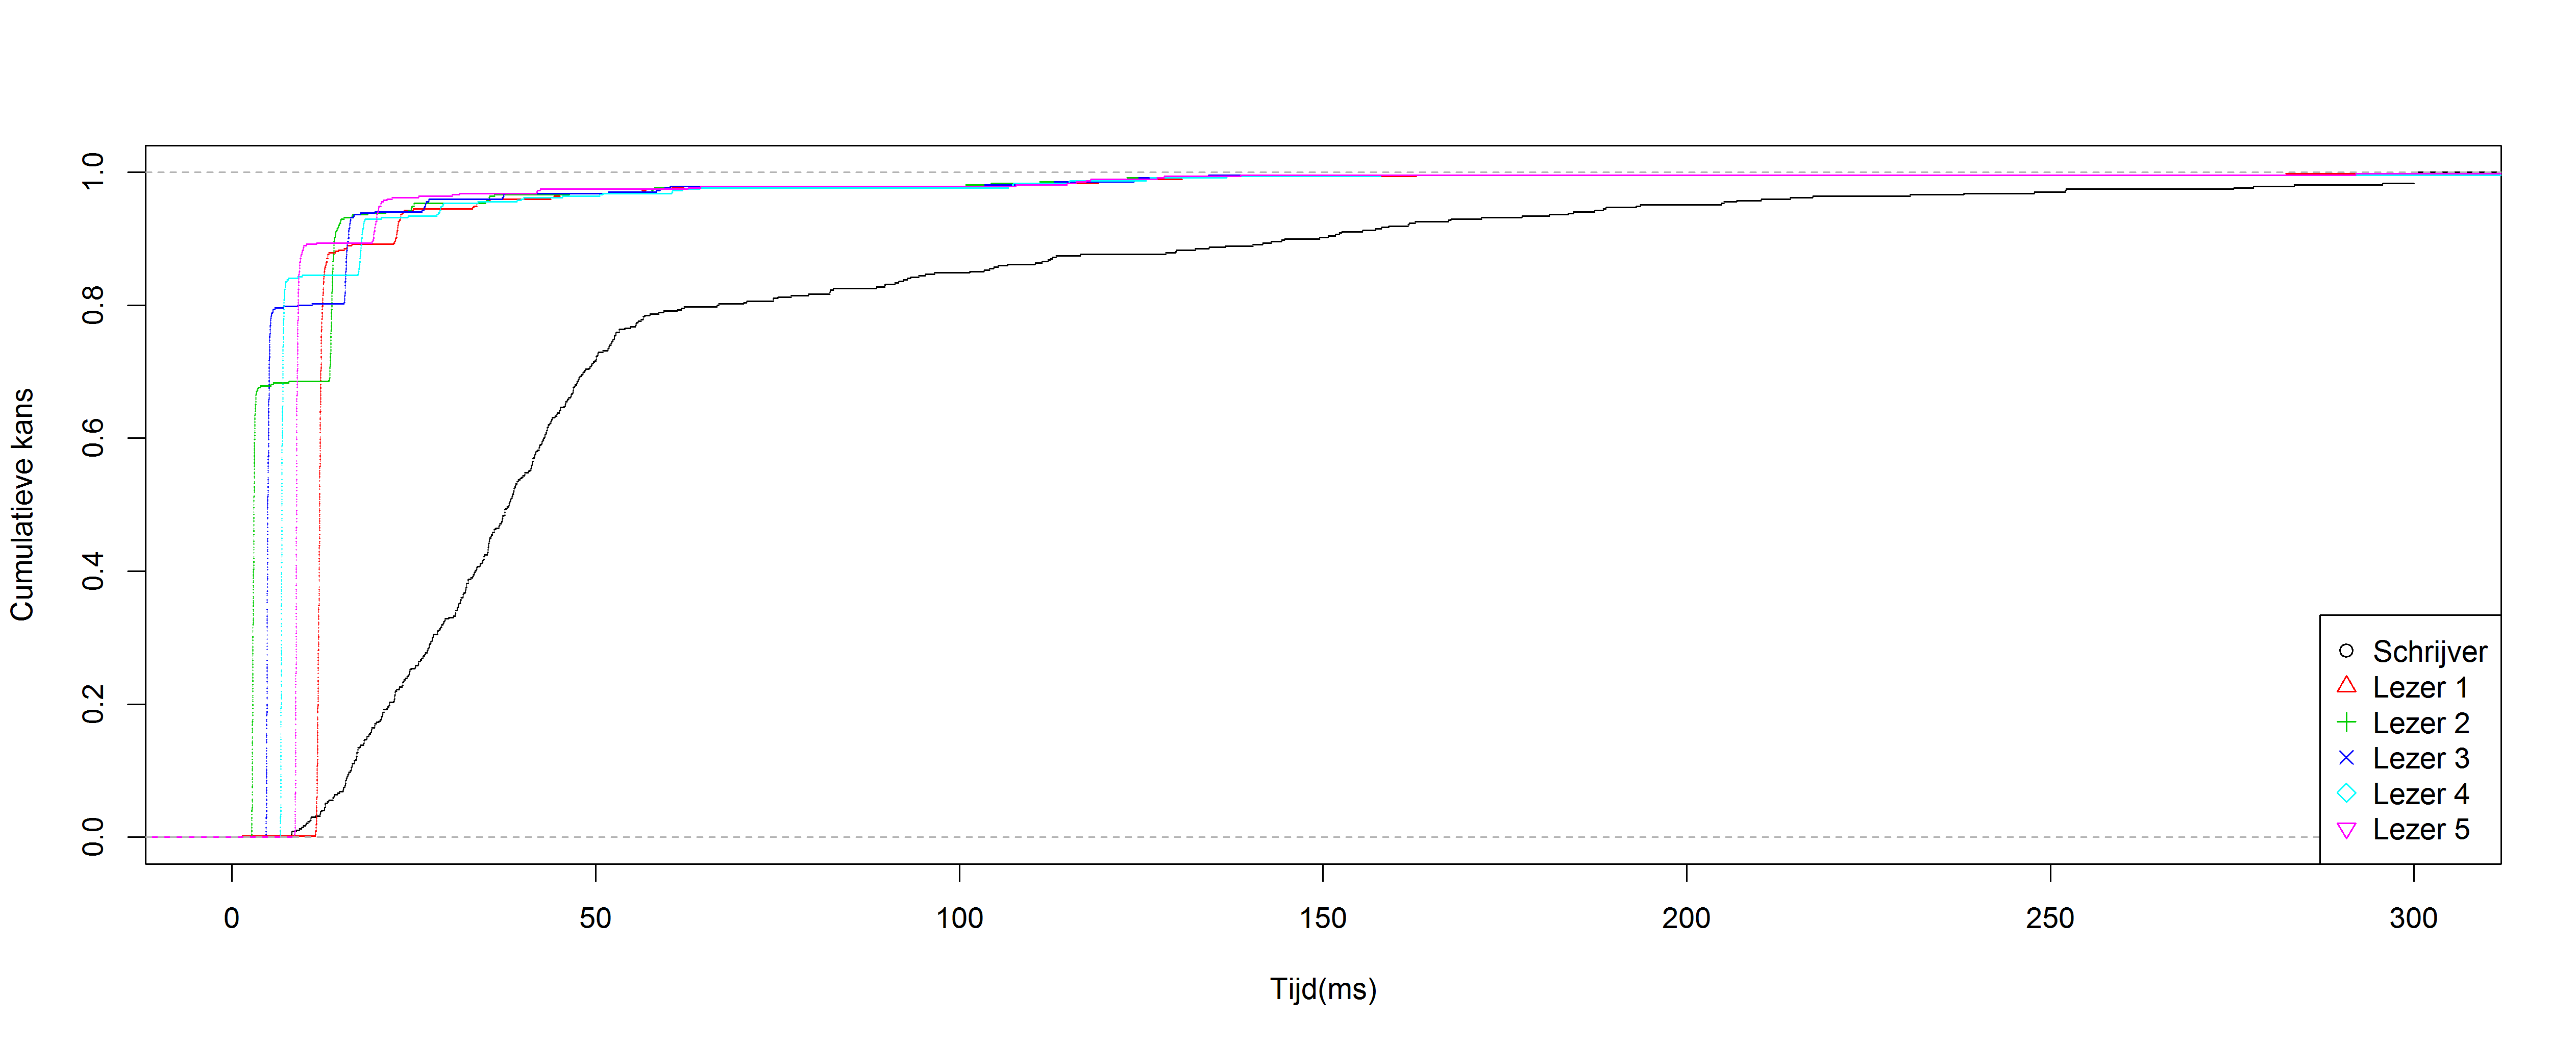 Cumulatieve kans
1.0
0.8
0.6
0.4
0.2
0.0
0 50 100 150 200 250 300
Tijd(ms)
Schrijver
Lezer 1
Lezer 2
Lezer 3
Lezer 4
Lezer 5